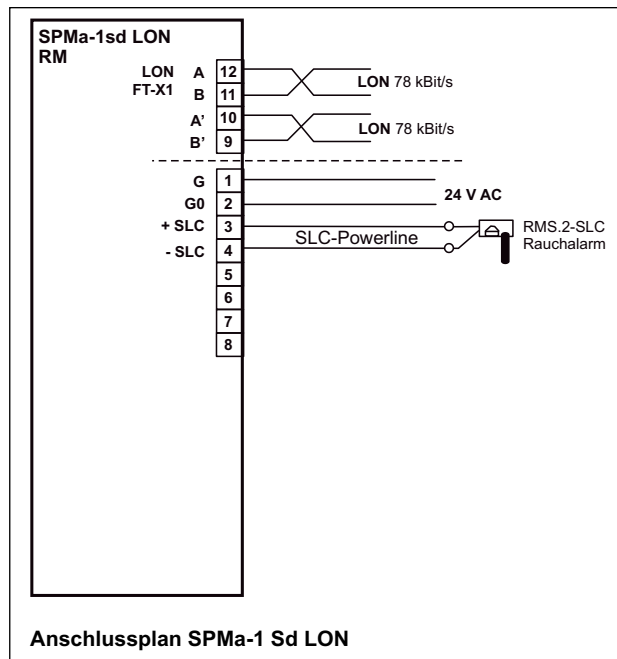 SPMa-1sd LON
RM
LON A 12
LON 78 kBit/s
FT-X1 B 11
A' 10
LON 78 kBit/s
B' 9
G 1
24 V AC
G0 2
+ SLC 3
SLC-Powerline
RMS.2-SLC
Rauchalarm
- SLC 4
5
6
7
8
Anschlussplan SPMa-1 Sd LON